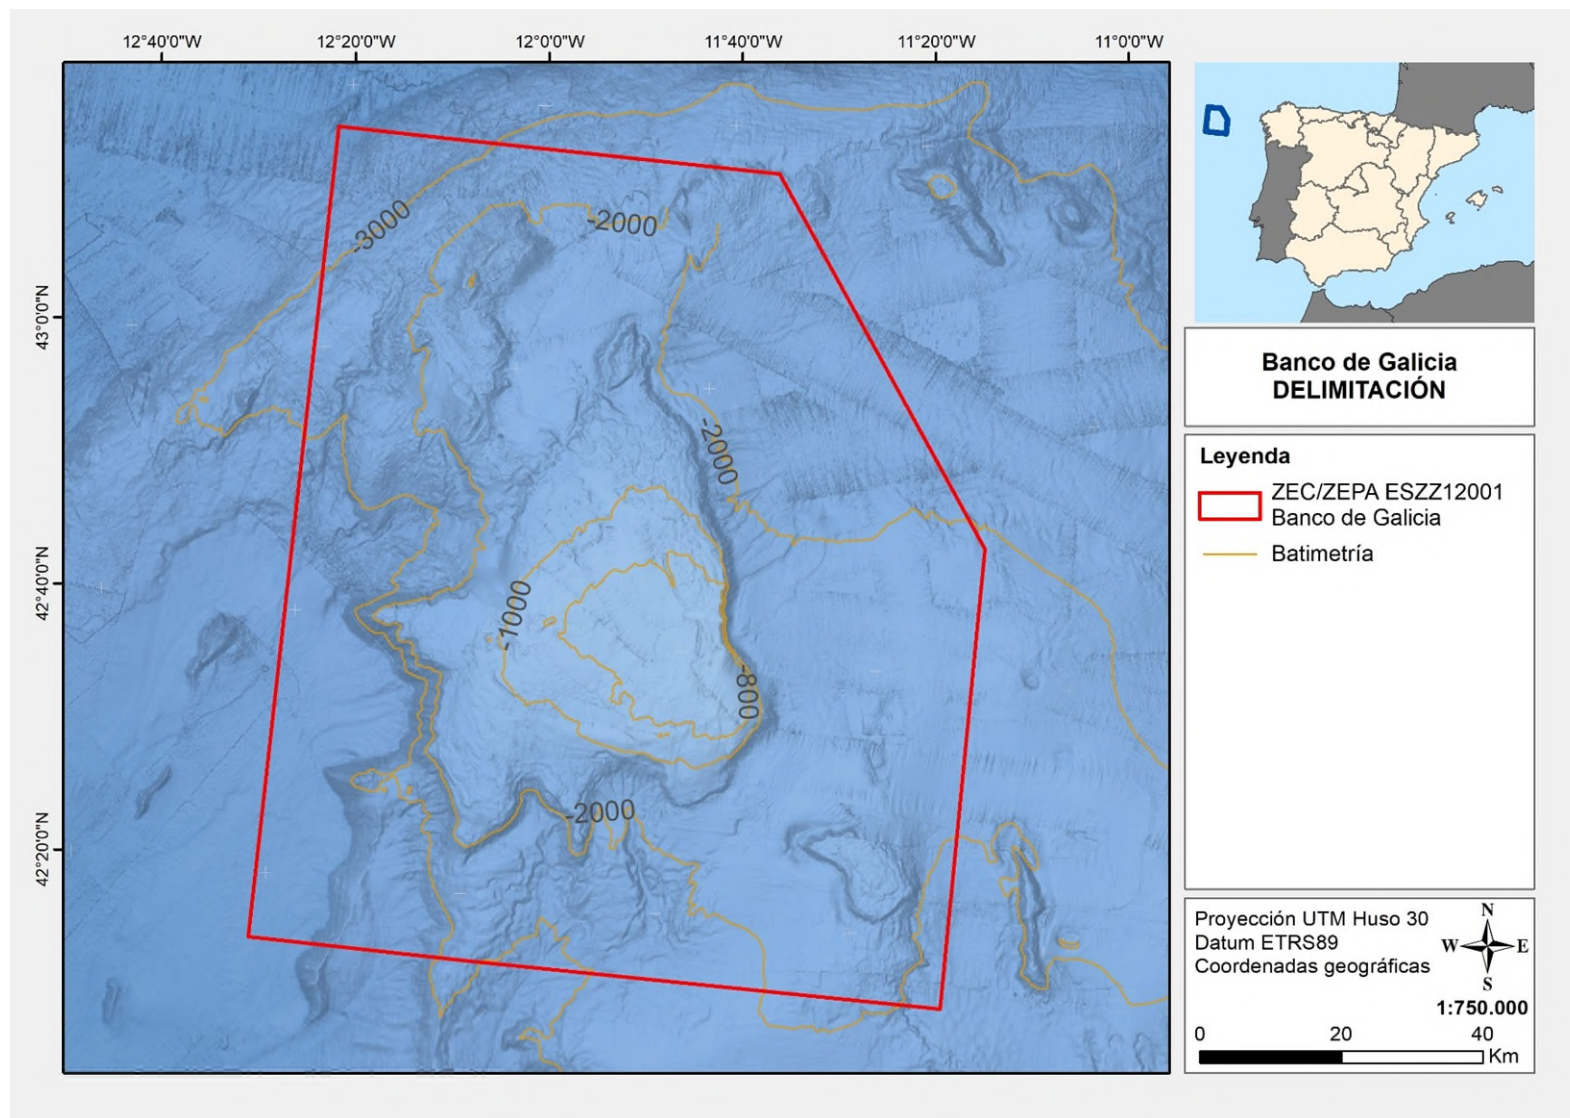 12°40'0"W 12°20'0"W 12°0'0"W 11°40'0"W 11°20'0"W 11°0'0"W
43°0'0"N
42°40'0"N
42°20'0"N
-3000
-2000
-2000
-1000
-800
-2000
Banco de Galicia
DELIMITACIÓN
Leyenda
ZEC/ZEPA ESZZ12001
Banco de Galicia
Batimetría
Proyección UTM Huso 30
Datum ETRS89
Coordenadas geográficas
N
W E
S
1:750.000
0 20 40
Km